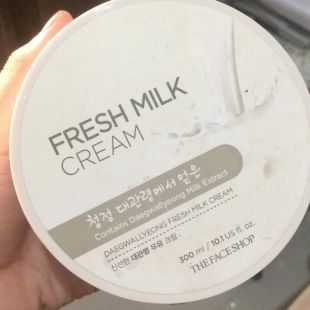 FRESH MILK
CREAM
청정 대관령에서 얻은
Contains Daegwallyeong Milk Extract
DAEGWALLYEONG FRESH MILK CREAM
신선한 대관령 우유 크림
300 ml / 10.1 US fl. oz.
THE FACE SHOP